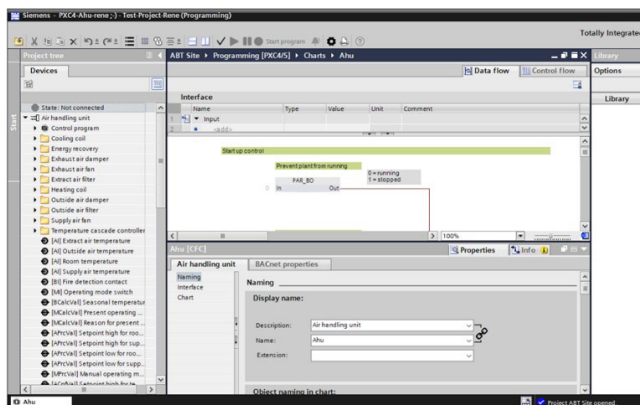 Siemens - PXC4-Ahu-rene ;-) - Test-Project-Rene (Programming)
Totally Integrate
Start program
Project tree
ABT Site ▸ Programming [PXC4/5] ▸ Charts ▸ Ahu
Library
Devices
Data flow
Control flow
Options
Library
Start
State: Not connected
Air handling unit
Control program
Cooling coil
Energy recovery
Exhaust air damper
Exhaust air fan
Extract air filter
Heating coil
Outside air damper
Outside air filter
Supply air fan
Temperature cascade controller
[AI] Extract air temperature
[AI] Outside air temperature
[AI] Room temperature
[AI] Supply air temperature
[BI] Fire detection contact
[M] Operating mode switch
[BCalcVal] Seasonal temperatur
[MCalcVal] Present operating ...
[MCalcVal] Reason for present ...
[APrcVal] Setpoint high for roo...
[APrcVal] Setpoint high for sup...
[APrcVal] Setpoint low for roo...
[APrcVal] Setpoint low for supp...
[MPrcVal] Manual operating m...
Interface
Name Type Value Unit Comment
1 Input
2 <add>
Start up control
Prevent plant from running
PAR_BO
0 In Out
0 = running
1 = stopped
100%
Ahu [CFC]
Properties
Info
Air handling unit
BACnet properties
Naming
Interface
Chart
Naming
Display name:
Description: Air handling unit
Name: Ahu
Extension:
Object naming in chart:
Ahu
Project ABT Site opened.